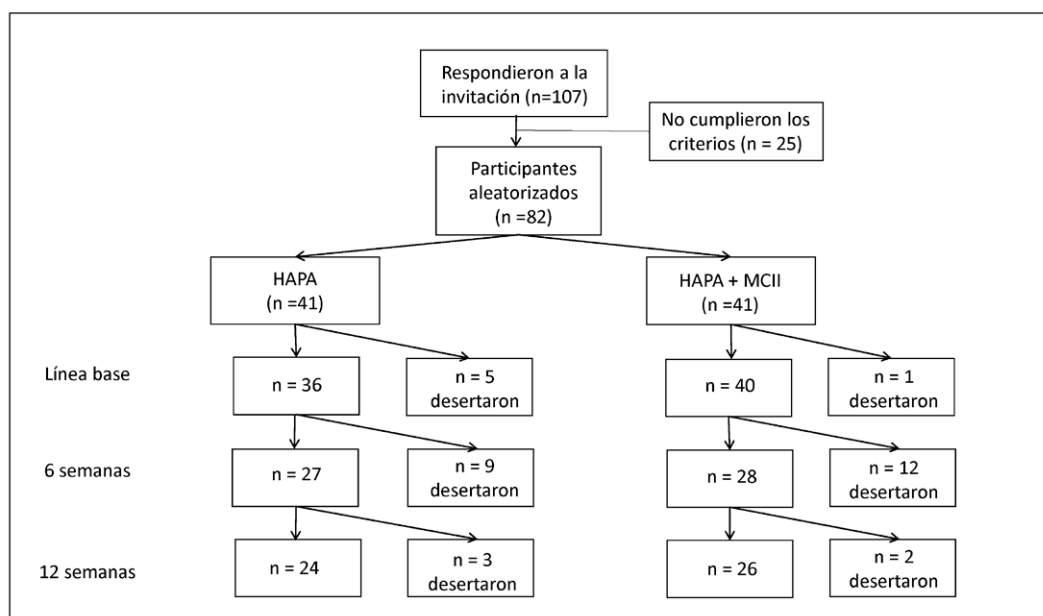 Respondieron a la
invitación (n=107)
No cumplieron los
criterios (n = 25)
Participantes
aleatorizados
(n =82)
HAPA
(n =41)
HAPA + MCII
(n =41)
Línea base
n = 36
n = 5
desertaron
n = 40
n = 1
desertaron
6 semanas
n = 27
n = 9
desertaron
n = 28
n = 12
desertaron
12 semanas
n = 24
n = 3
desertaron
n = 26
n = 2
desertaron